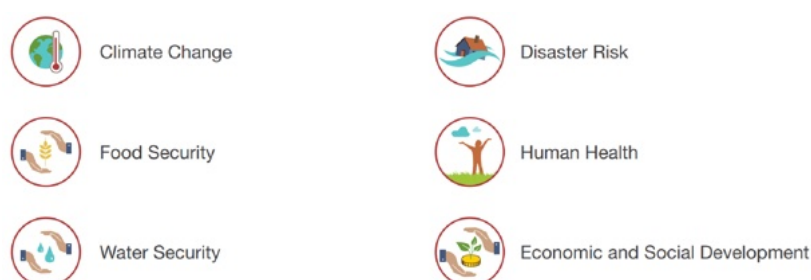 Climate Change
Disaster Risk
Food Security
Human Health
Water Security
Economic and Social Development